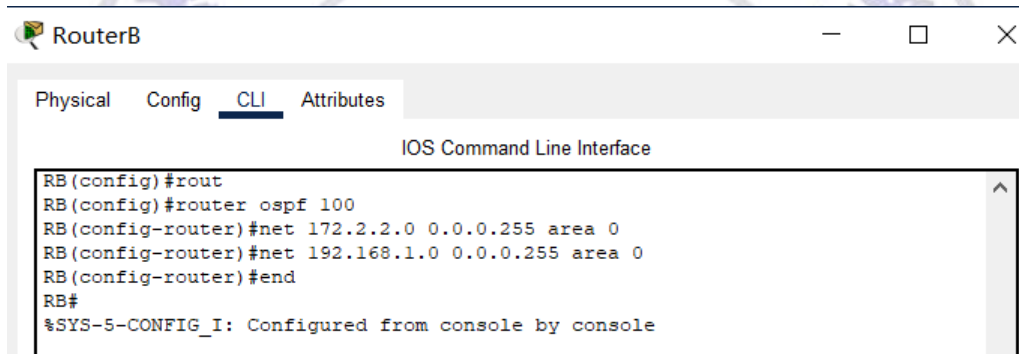 RouterB
Physical Config CLI Attributes
IOS Command Line Interface
RB(config)#rout
RB(config)#router ospf 100
RB(config-router)#net 172.2.2.0 0.0.0.255 area 0
RB(config-router)#net 192.168.1.0 0.0.0.255 area 0
RB(config-router)#end
RB#
%SYS-5-CONFIG_I: Configured from console by console